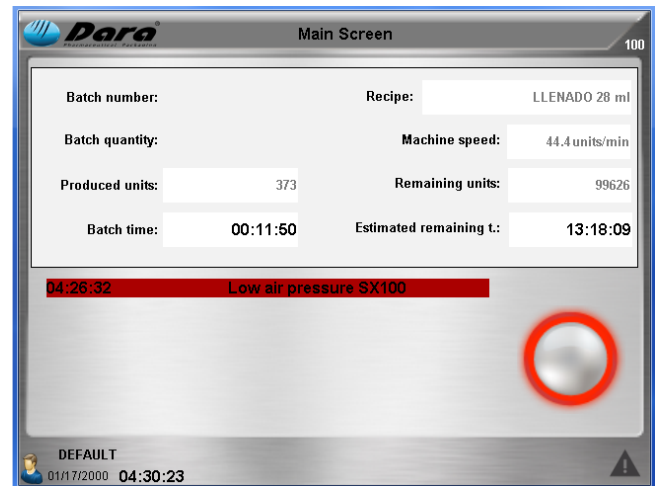 Dara®
Pharmaceutical Packaging
Main Screen
100
Batch number:
Recipe: LLENADO 28 ml
Batch quantity:
Machine speed: 44.4 units/min
Produced units: 373
Remaining units: 99626
Batch time: 00:11:50
Estimated remaining t.: 13:18:09
04:26:32 Low air pressure SX100
DEFAULT
01/17/2000 04:30:23